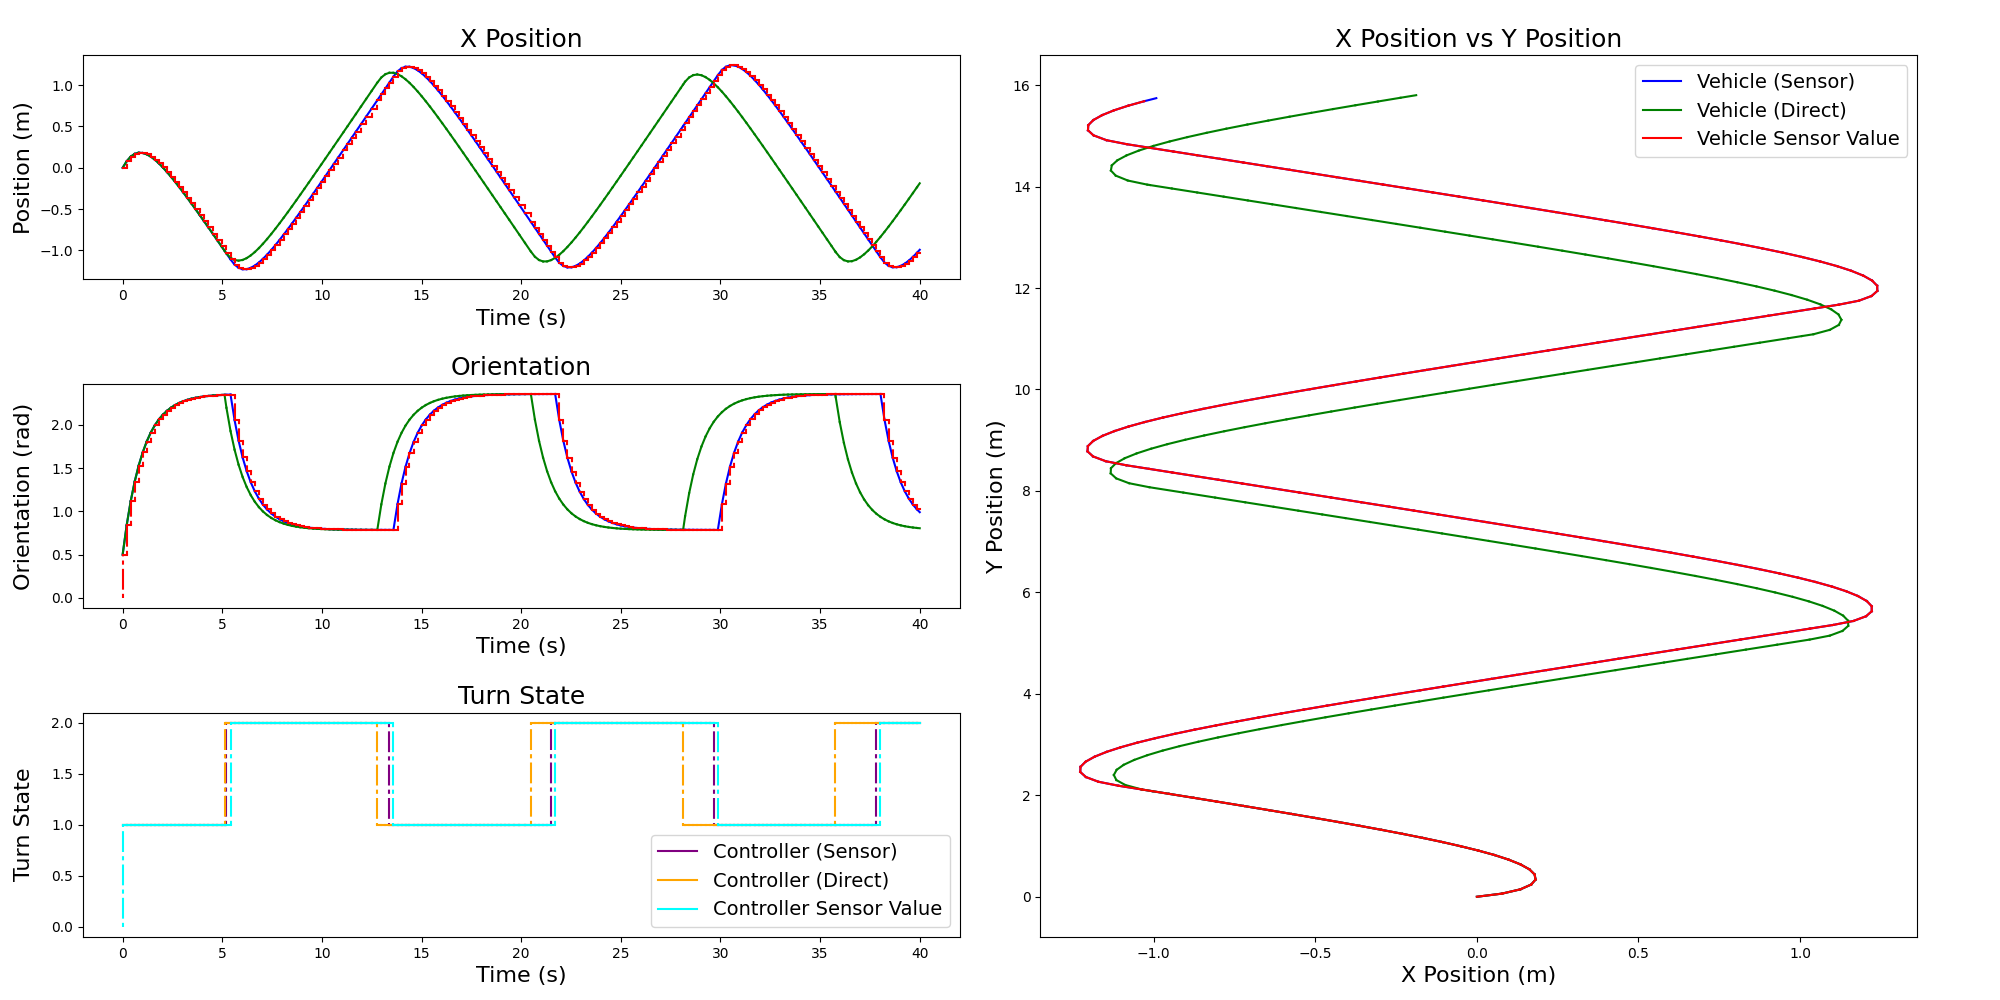 X Position
Position (m)
1.0
0.5
0.0
−0.5
−1.0
0 5 10 15 20 25 30 35 40
Time (s)
Orientation
Orientation (rad)
2.0
1.5
1.0
0.5
0.0
0 5 10 15 20 25 30 35 40
Time (s)
Turn State
Turn State
2.0
1.5
1.0
0.5
0.0
Controller (Sensor)
Controller (Direct)
Controller Sensor Value
0 5 10 15 20 25 30 35 40
Time (s)
X Position vs Y Position
Y Position (m)
16
14
12
10
8
6
4
2
0
Vehicle (Sensor)
Vehicle (Direct)
Vehicle Sensor Value
−1.0 −0.5 0.0 0.5 1.0
X Position (m)